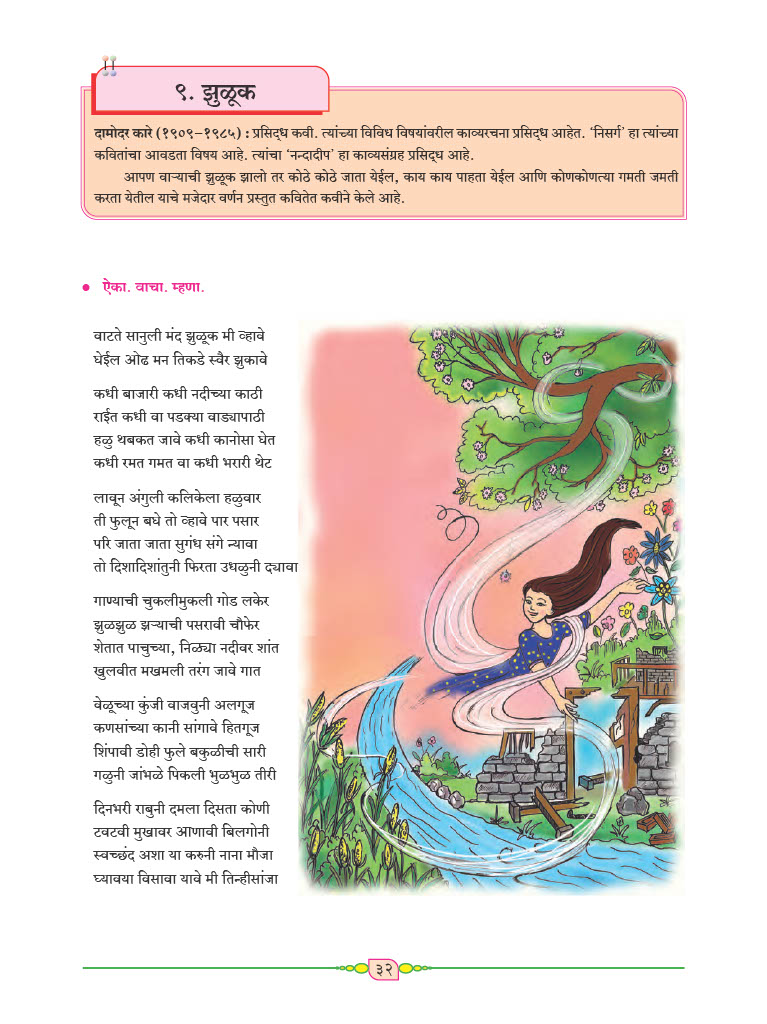 ९. झुळूक
दामोदर कारे (१९०९–१९८५) : प्रसिद्ध कवी. त्यांच्या विविध विषयांवरील काव्यरचना प्रसिद्ध आहेत. ‘निसर्ग’ हा त्यांच्या
कवितांचा आवडता विषय आहे. त्यांचा ‘नन्दादीप’ हा काव्यसंग्रह प्रसिद्ध आहे.
आपण वाऱ्याची झुळूक झालो तर कोठे कोठे जाता येईल, काय काय पाहता येईल आणि कोणकोणत्या गमती जमती
करता येतील याचे मजेदार वर्णन प्रस्तुत कवितेत कवीने केले आहे.
● ऐका. वाचा. म्हणा.
वाटते सानुली मंद झुळूक मी व्हावे
घेईल ओढ मन तिकडे स्वैर झुकावे
कधी बाजारी कधी नदीच्या काठी
राईत कधी वा पडक्या वाड्यापाठी
हळु थबकत जावे कधी कानोसा घेत
कधी रमत गमत वा कधी भरारी थेट
लावून अंगुली कलिकेला हळुवार
ती फुलून बघे तो व्हावे पार पसार
परि जाता जाता सुगंध संगे न्यावा
तो दिशादिशांतुनी फिरता उधळुनी द्यावा
गाण्याची चुकलीमुकली गोड लकेर
झुळझुळ झऱ्याची पसरावी चौफेर
शेतात पाचुच्या, निळ्या नदीवर शांत
खुलवीत मखमली तरंग जावे गात
वेळूच्या कुंजी वाजवुनी अलगूज
कणसांच्या कानी सांगावे हितगूज
शिंपावी डोही फुले बकुळीची सारी
गळुनी जांभळे पिकली भुळभुळ तीरी
दिनभरी राबुनी दमला दिसता कोणी
टवटवी मुखावर आणावी बिलगोनी
स्वच्छंद अशा या करुनी नाना मौजा
घ्यावया विसावा यावे मी तिन्हीसांजा
३२